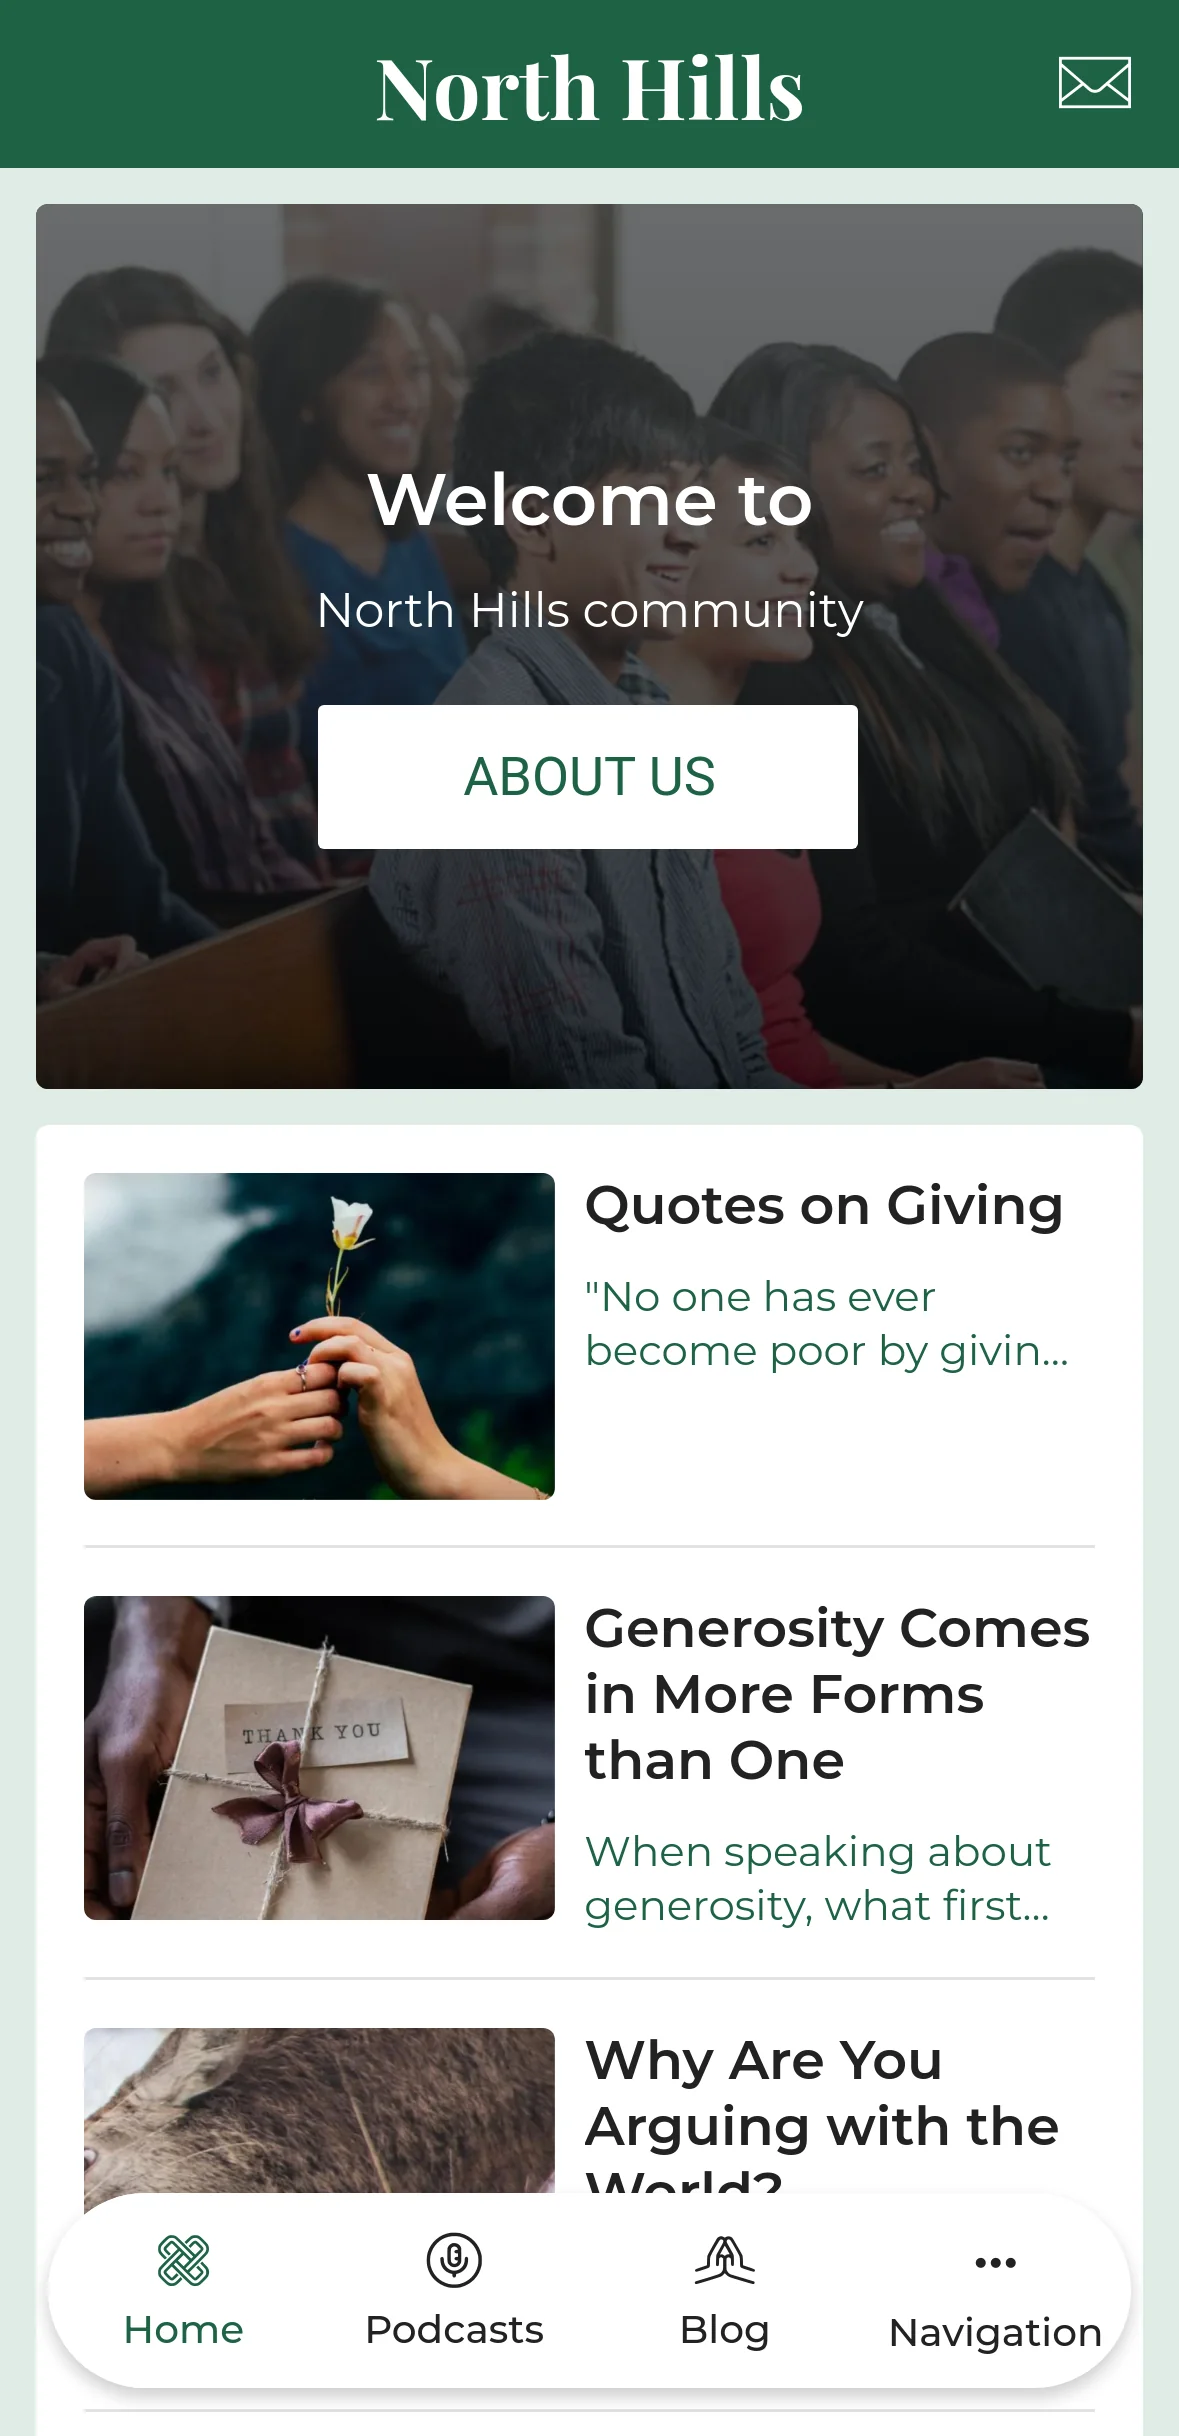 North Hills
Welcome to
North Hills community
ABOUT US
Quotes on Giving
"No one has ever
become poor by givin...
THANK YOU
Generosity Comes
in More Forms
than One
When speaking about
generosity, what first...
Why Are You
Arguing with the
World?
Home
Podcasts
Blog
Navigation